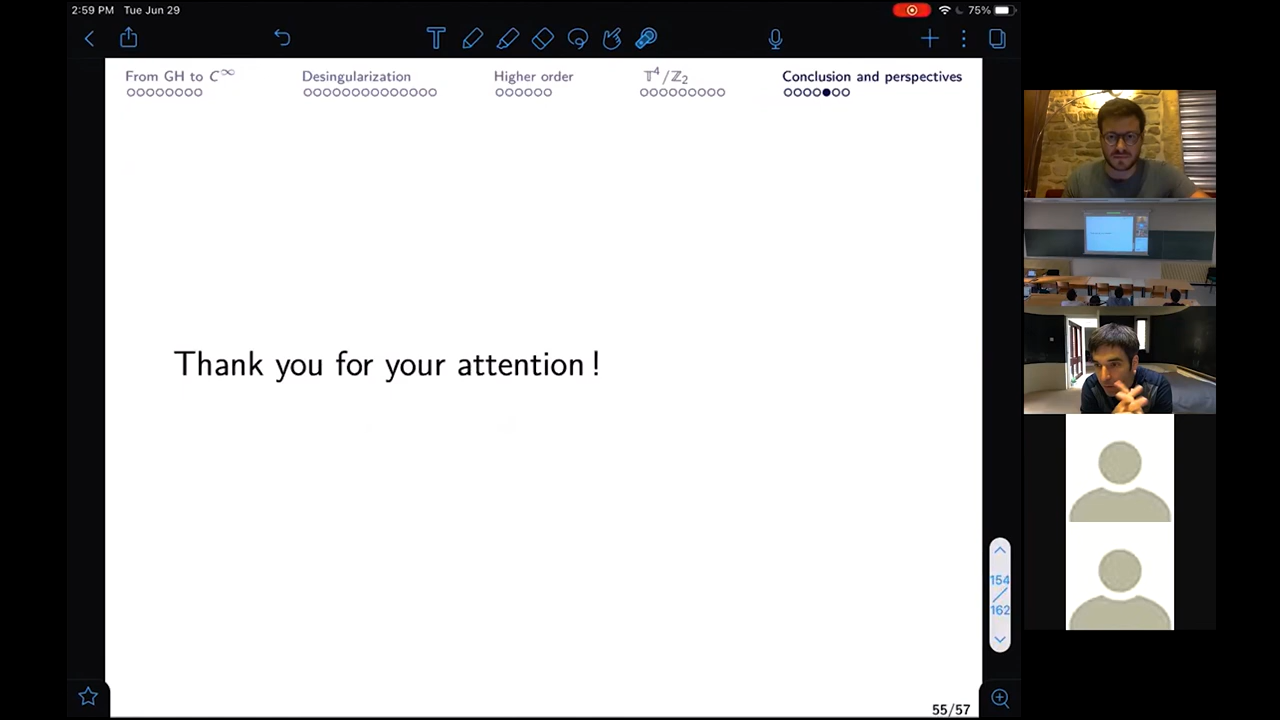 2:59 PM Tue Jun 29
75%
T
From GH to C^∞
Desingularization
Higher order
𝕋⁴/ℤ₂
Conclusion and perspectives
Thank you for your attention !
154
162
55/57